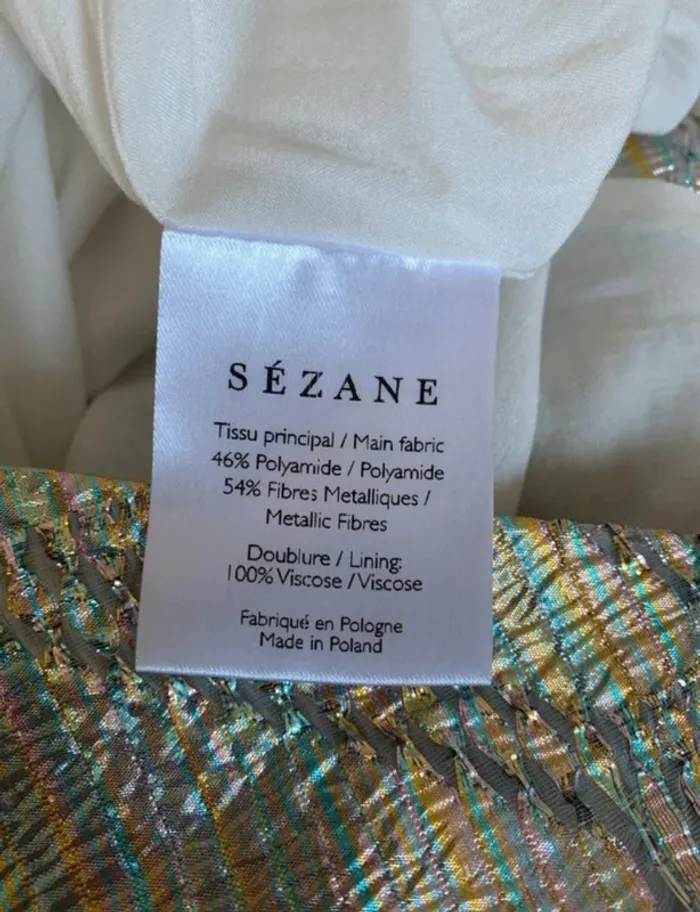 SÉZANE
Tissu principal / Main fabric
46% Polyamide / Polyamide
54% Fibres Metalliques /
Metallic Fibres
Doublure / Lining:
100% Viscose / Viscose
Fabriqué en Pologne
Made in Poland